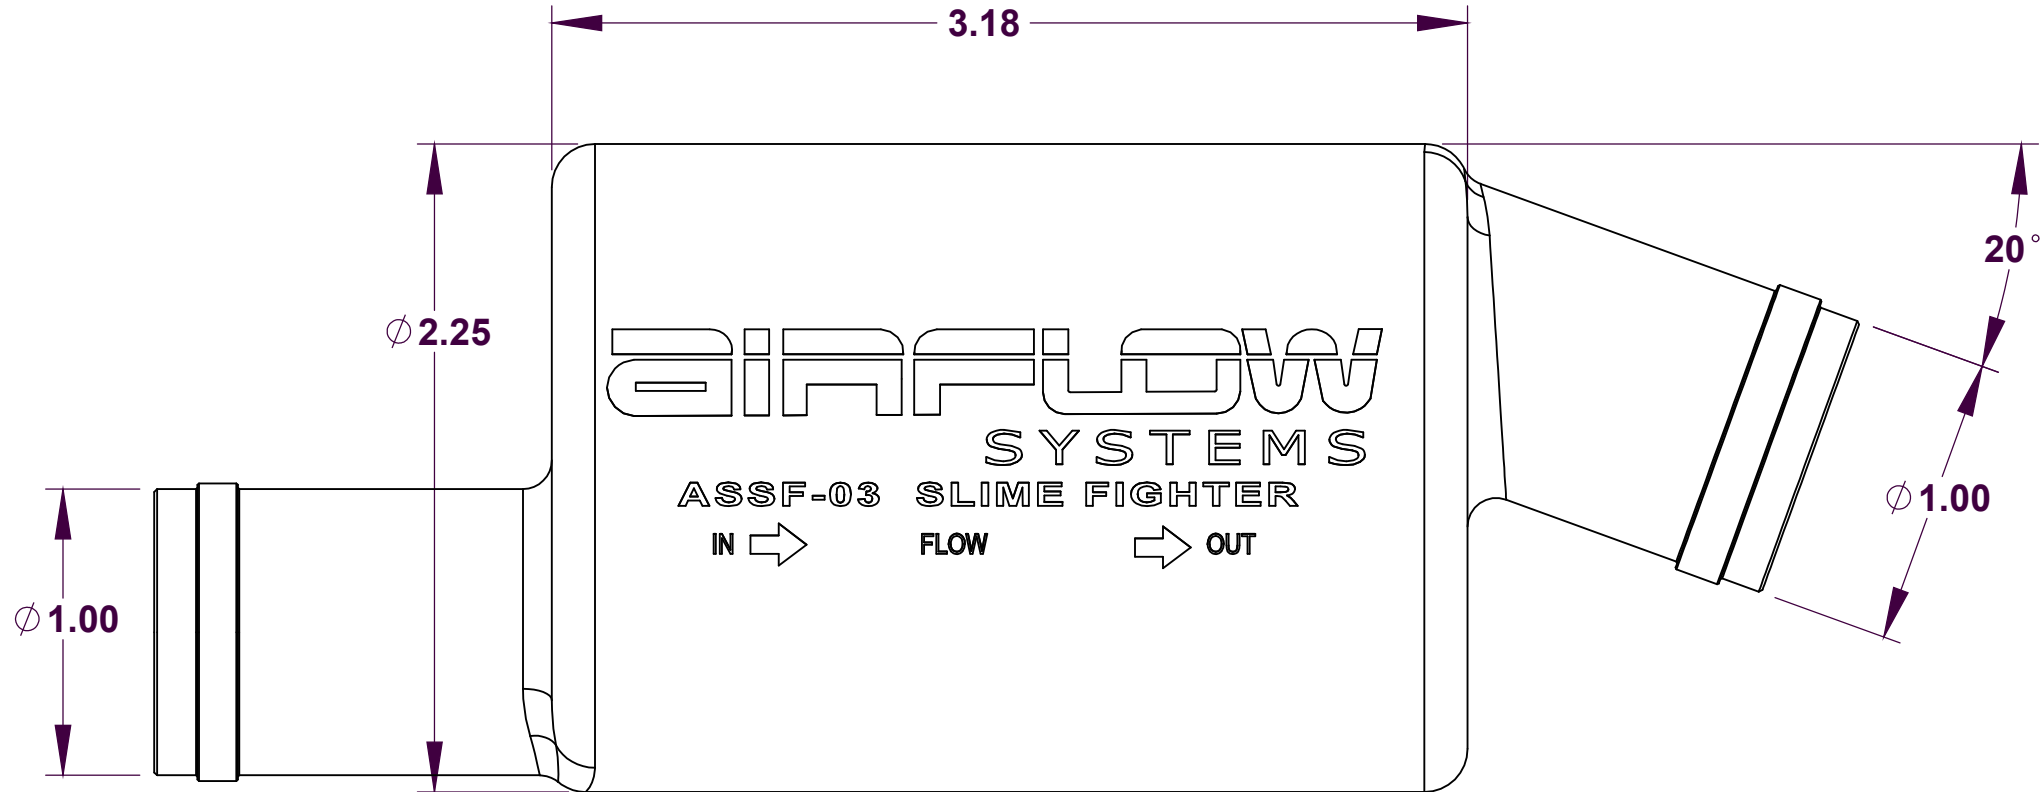 3.18
20°
⌀2.25
AIRFLOW
SYSTEMS
ASSF-03 SLIME FIGHTER
⌀1.00
IN FLOW OUT
⌀1.00